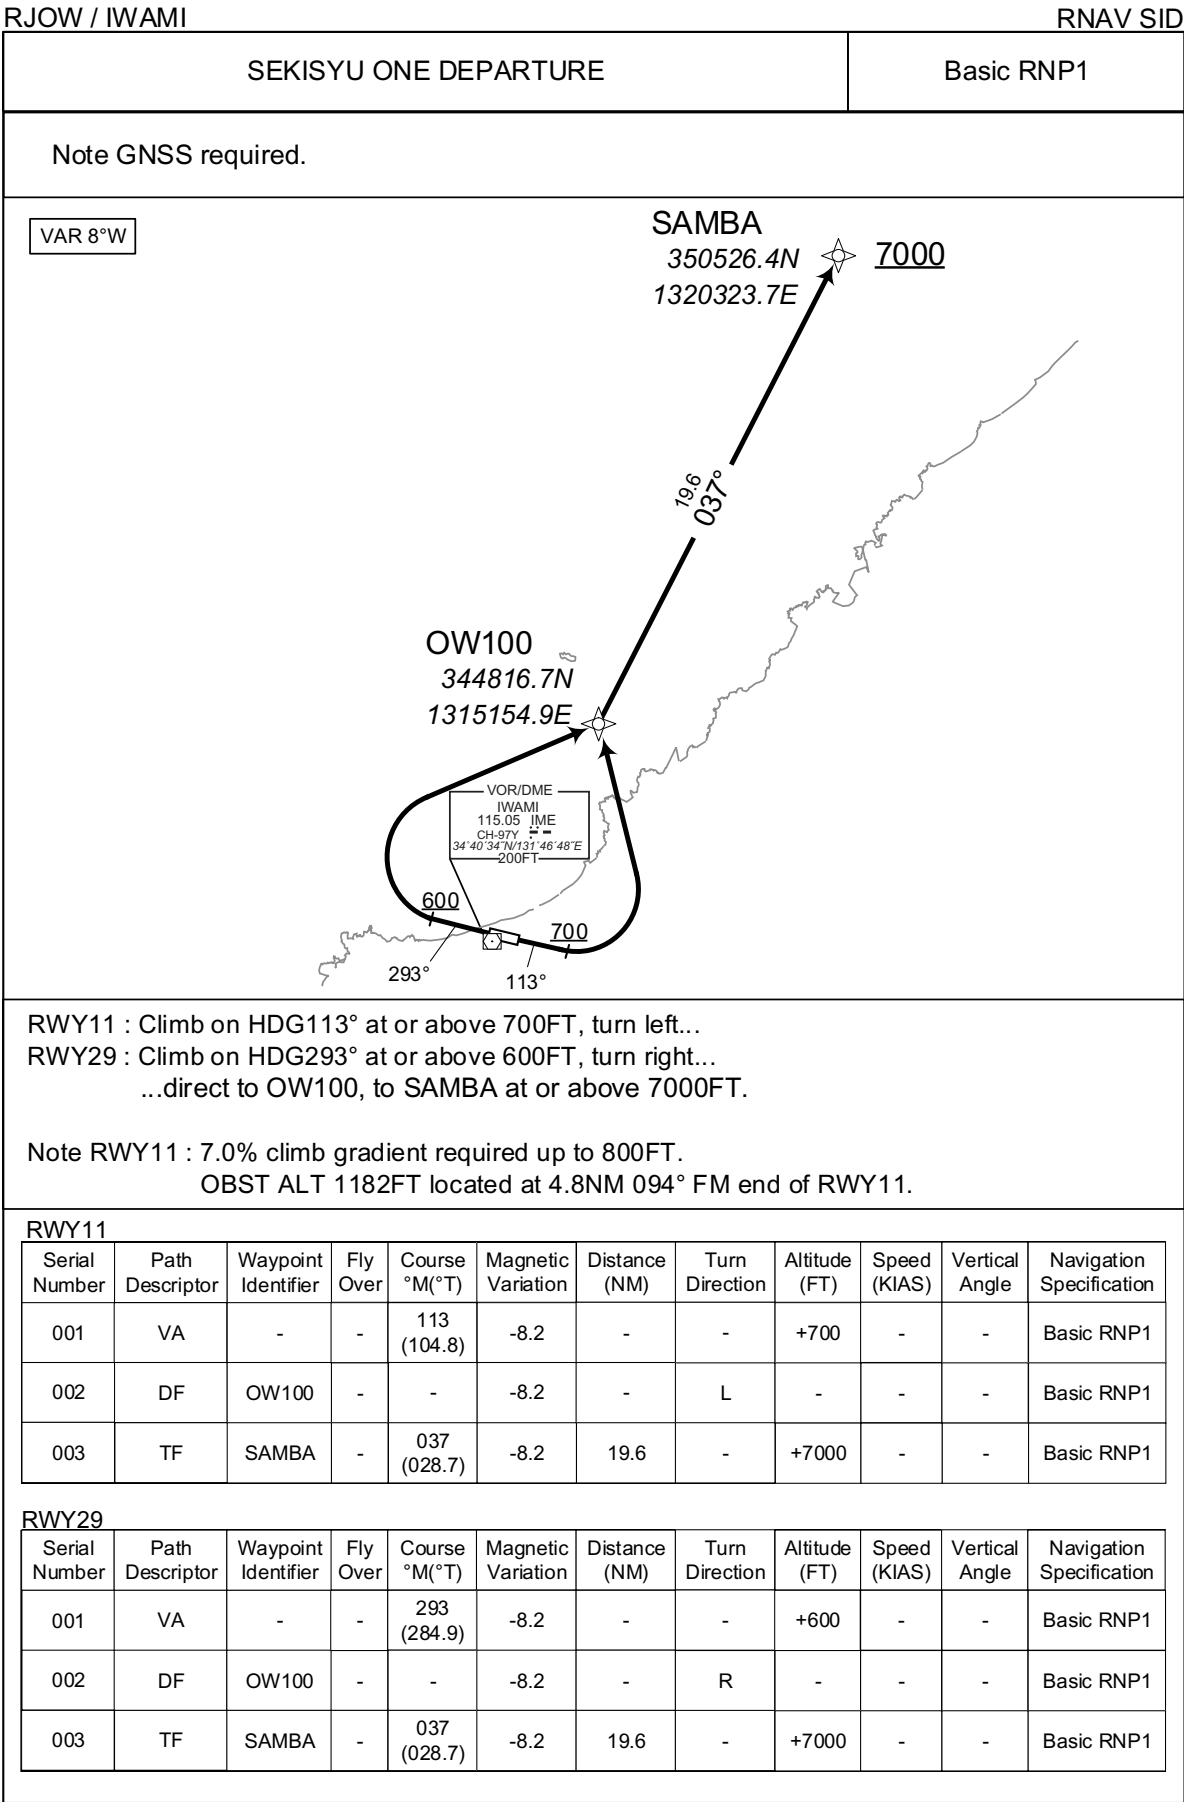 RJOW / IWAMI RNAV SID
SEKISYU ONE DEPARTURE Basic RNP1
Note GNSS required.
VAR 8°W
SAMBA
350526.4N 7000
1320323.7E
19.6
037°
OW100
344816.7N
1315154.9E
VOR/DME
IWAMI
115.05 IME
CH-97Y
34°40′34″N/131°46′48″E
200FT
600
700
293°
113°
RWY11 : Climb on HDG113° at or above 700FT, turn left...
RWY29 : Climb on HDG293° at or above 600FT, turn right...
...direct to OW100, to SAMBA at or above 7000FT.
Note RWY11 : 7.0% climb gradient required up to 800FT.
OBST ALT 1182FT located at 4.8NM 094° FM end of RWY11.
RWY11
Serial Path Waypoint Fly Course Magnetic Distance Turn Altitude Speed Vertical Navigation
Number Descriptor Identifier Over °M(°T) Variation (NM) Direction (FT) (KIAS) Angle Specification
001 VA - - 113 (104.8) -8.2 - - +700 - - Basic RNP1
002 DF OW100 - - -8.2 - L - - - Basic RNP1
003 TF SAMBA - 037 (028.7) -8.2 19.6 - +7000 - - Basic RNP1
RWY29
Serial Path Waypoint Fly Course Magnetic Distance Turn Altitude Speed Vertical Navigation
Number Descriptor Identifier Over °M(°T) Variation (NM) Direction (FT) (KIAS) Angle Specification
001 VA - - 293 (284.9) -8.2 - - +600 - - Basic RNP1
002 DF OW100 - - -8.2 - R - - - Basic RNP1
003 TF SAMBA - 037 (028.7) -8.2 19.6 - +7000 - - Basic RNP1